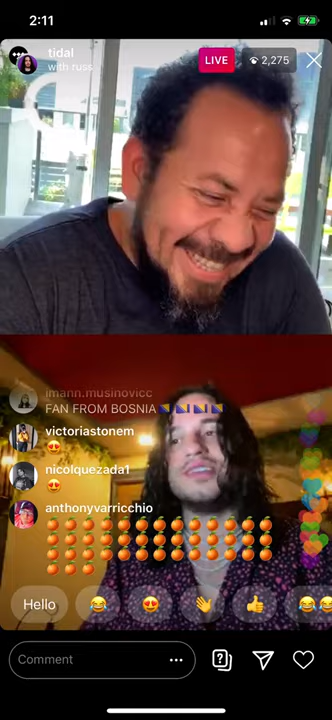 2:11
tidal
with russ
LIVE
2,275
imann.musinovicc
FAN FROM BOSNIA 🇧🇦🇧🇦🇧🇦🇧🇦
victoriastonem
😍
nicolquezada1
😍
anthonyvarricchio
🍊🍊🍊🍊🍊🍊🍊🍊🍊🍊🍊
🍊🍊🍊🍊🍊🍊🍊🍊🍊🍊🍊
🍊🍊🍊🍊🍊🍊🍊🍊🍊🍊🍊
🍊🍊🍊
Hello 😂 😍 👋 👍 😂😂
Comment